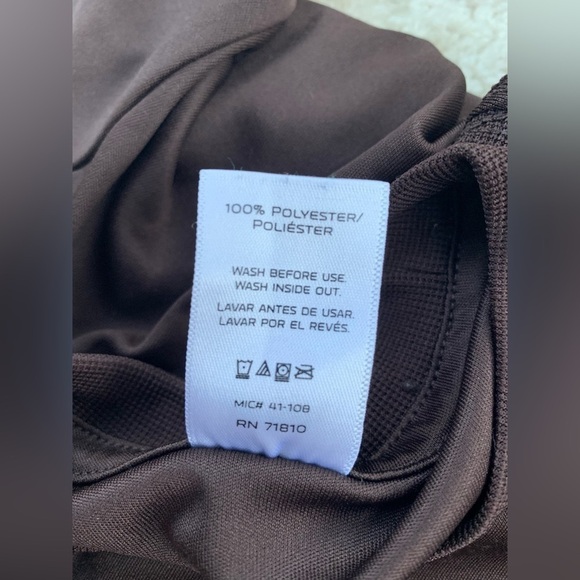 100% POLYESTER/
POLIÉSTER
WASH BEFORE USE.
WASH INSIDE OUT.
LAVAR ANTES DE USAR.
LAVAR POR EL REVÉS.
MIC# 41-108
RN 71810